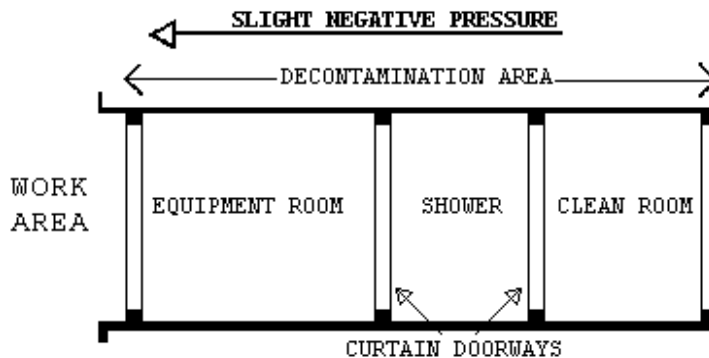 SLIGHT NEGATIVE PRESSURE
DECONTAMINATION AREA
WORK
AREA
EQUIPMENT ROOM
SHOWER
CLEAN ROOM
CURTAIN DOORWAYS